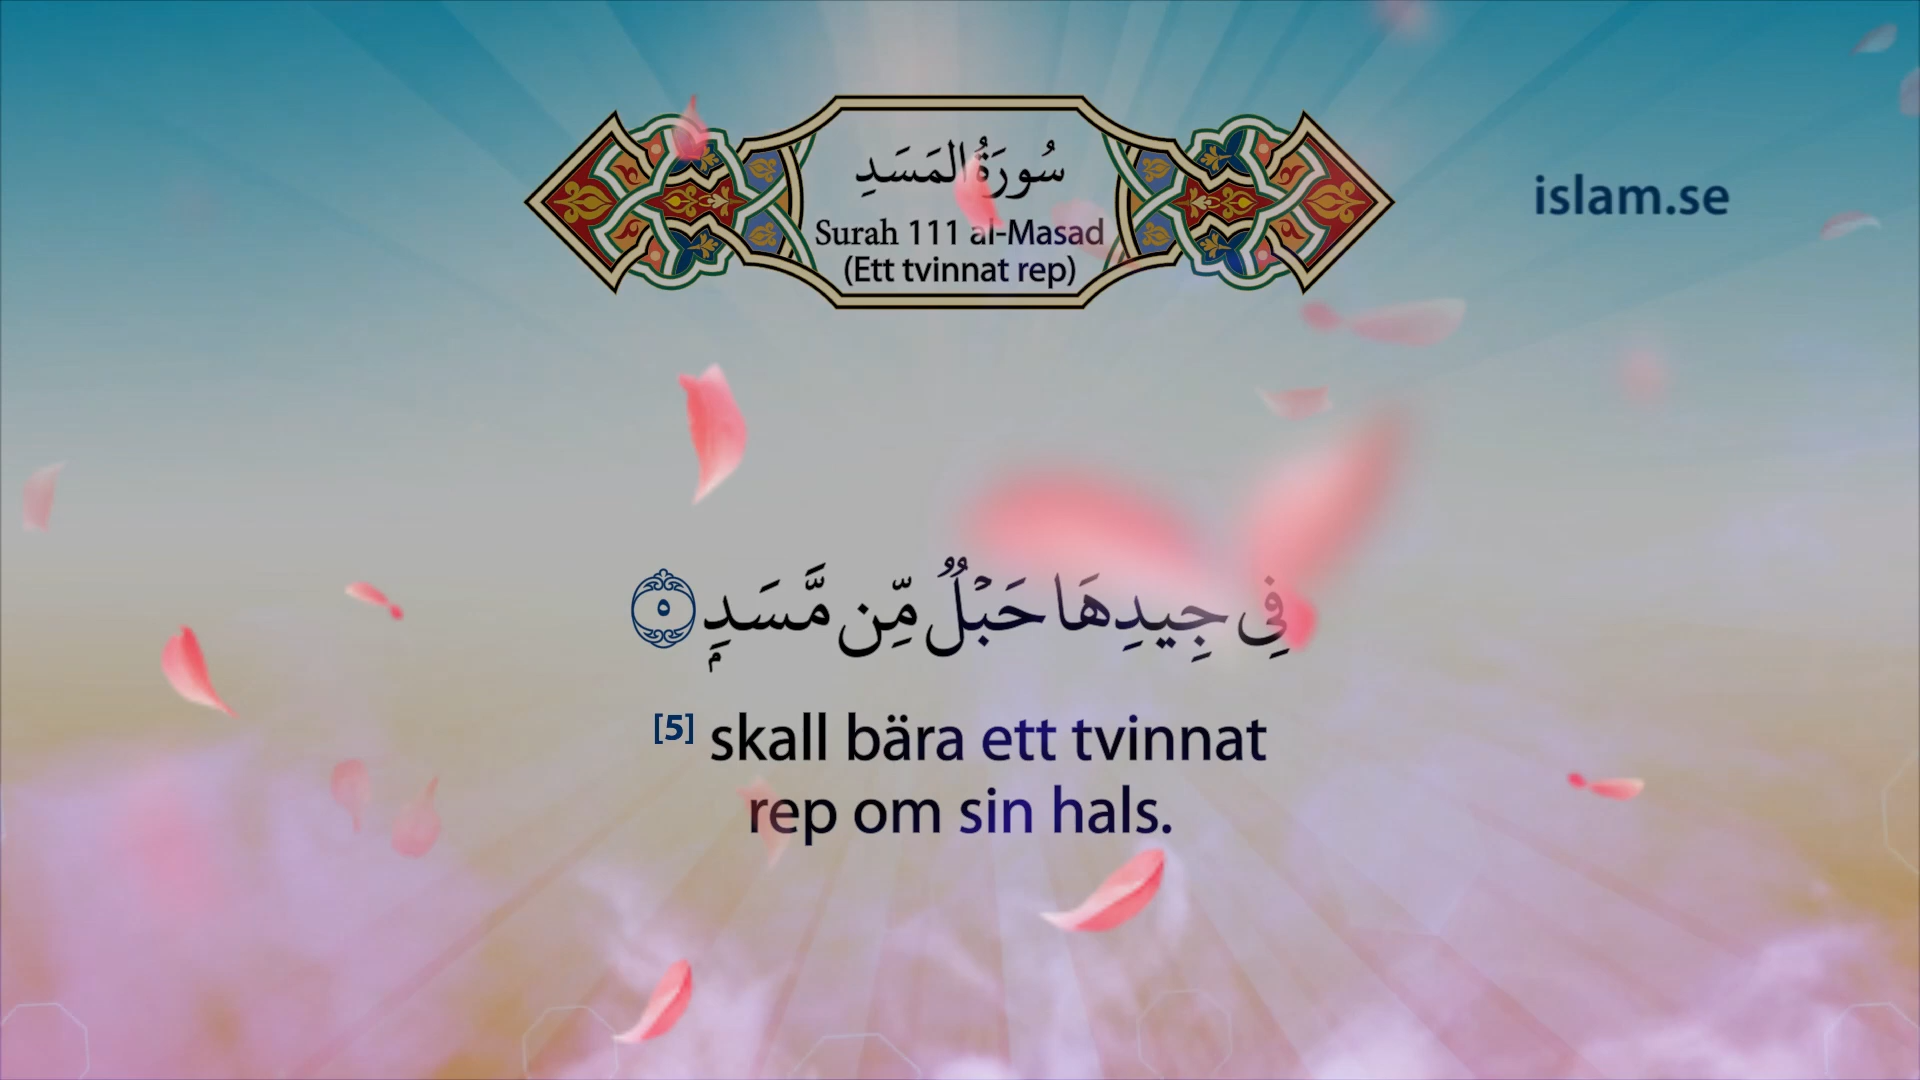 سُورَةُ المَسَدِ
Surah 111 al-Masad
(Ett tvinnat rep)
islam.se
فِي جِيدِهَا حَبْلٌ مِّن مَّسَدٍۭ ٥
[5] skall bära ett tvinnat
rep om sin hals.